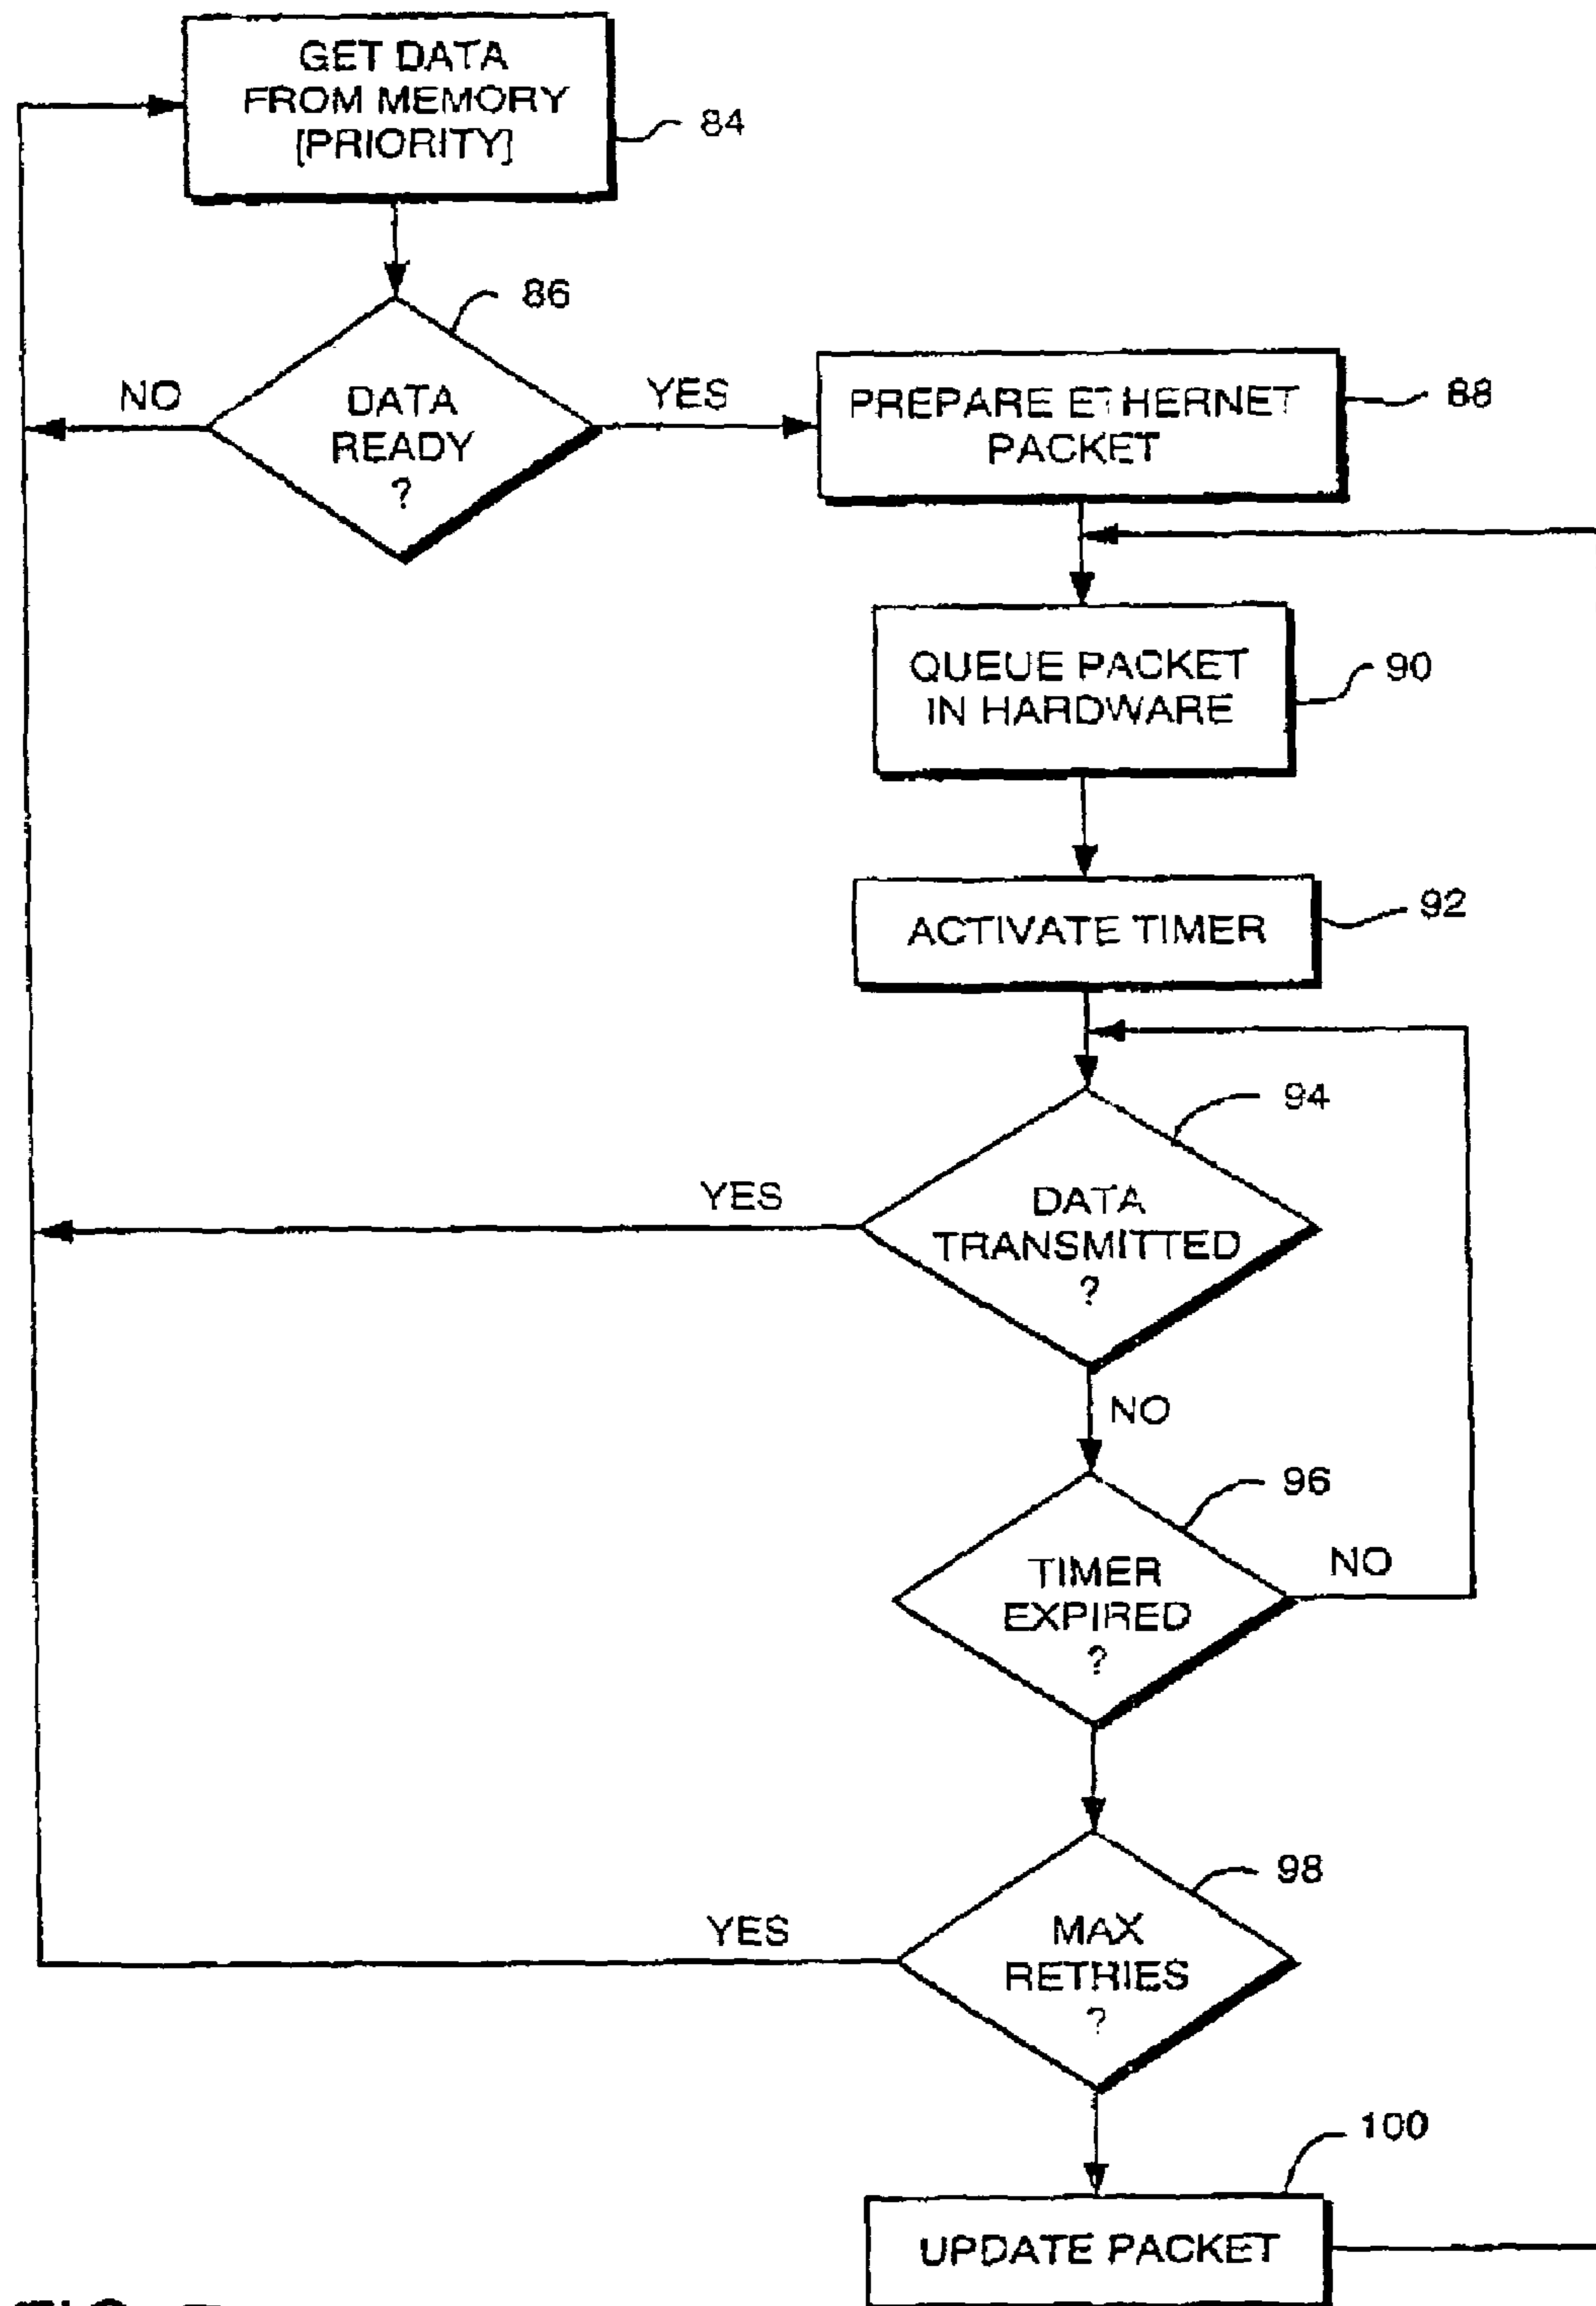 GET DATA
FROM MEMORY
[PRIORITY]
84
86
DATA
READY
?
NO
YES
PREPARE ETHERNET
PACKET
88
QUEUE PACKET
IN HARDWARE
90
ACTIVATE TIMER
92
94
DATA
TRANSMITTED
?
YES
NO
96
TIMER
EXPIRED
?
NO
98
MAX
RETRIES
?
YES
100
UPDATE PACKET